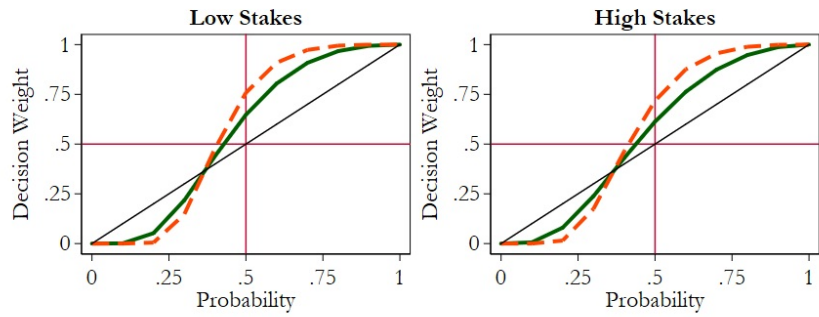 Low Stakes
1
.75
.5
.25
0
Decision Weight
0 .25 .5 .75 1
Probability
High Stakes
1
.75
.5
.25
0
Decision Weight
0 .25 .5 .75 1
Probability